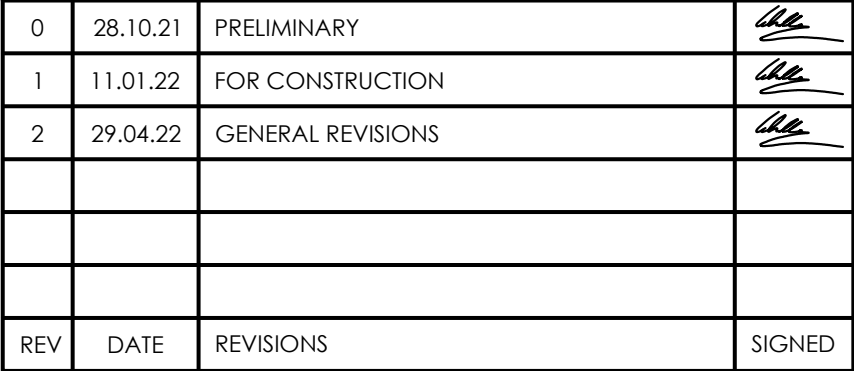 0 28.10.21 PRELIMINARY
1 11.01.22 FOR CONSTRUCTION
2 29.04.22 GENERAL REVISIONS
REV DATE REVISIONS SIGNED